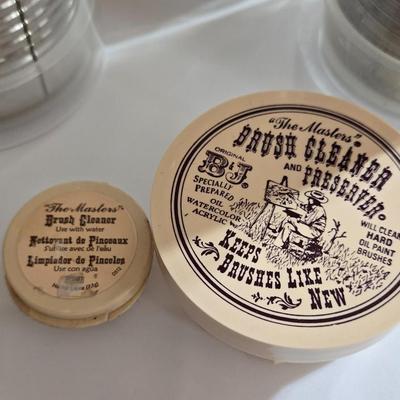 "The Masters"
Brush Cleaner
Use with water
Nettoyant de Pinceaux
S'utilise avec de l'eau
Limpiador de Pinceles
Use con agua
"The Masters"
BRUSH CLEANER
AND
PRESERVER
ORIGINAL
B&J
SPECIALLY
PREPARED
OIL
WATERCOLOR
ACRYLIC
WILL CLEAN
HARD
OIL PAINT
BRUSHES
KEEPS
BRUSHES LIKE
NEW